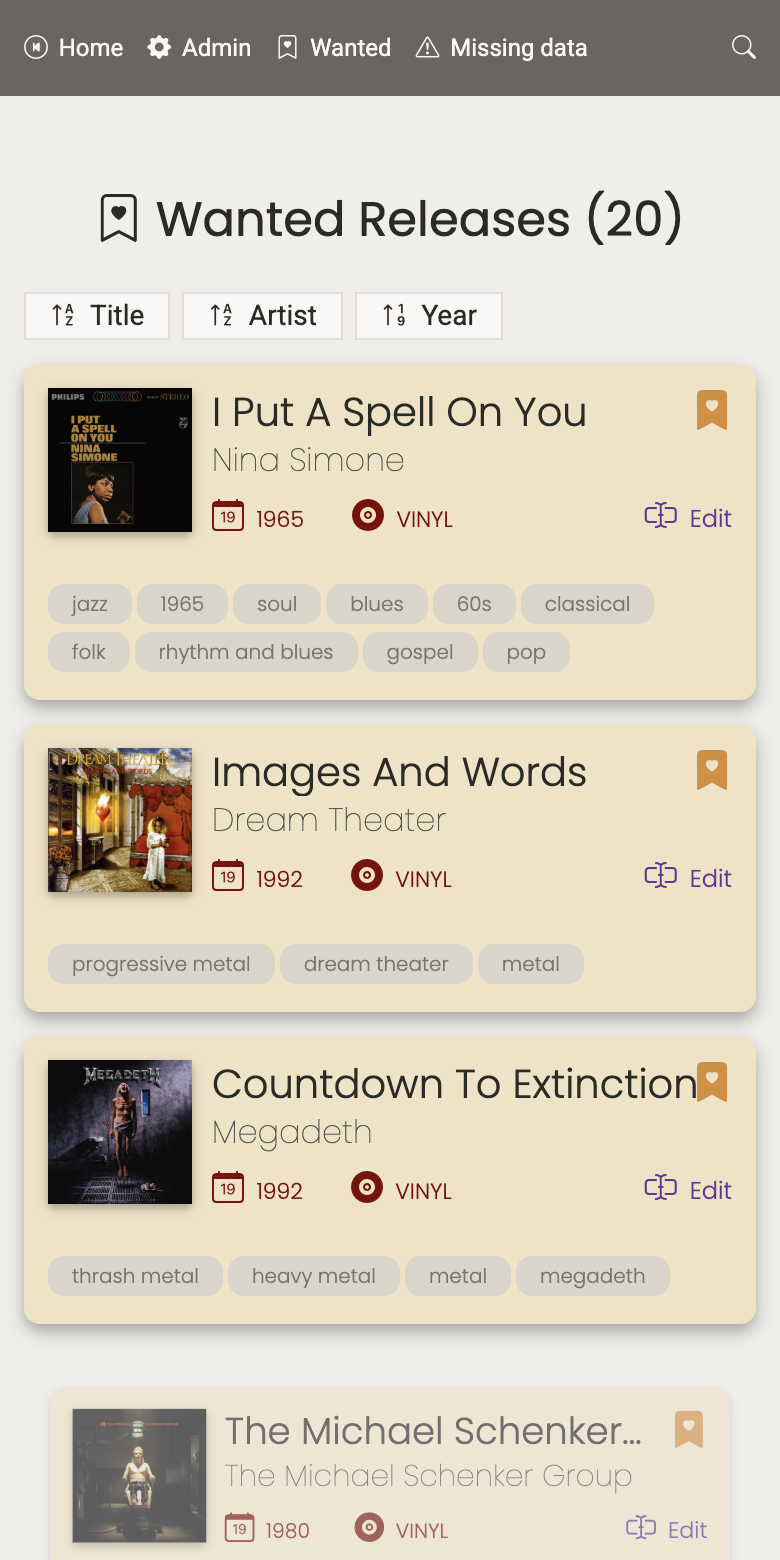 Home Admin Wanted Missing data
Wanted Releases (20)
Title Artist Year
PHILIPS STEREO
I PUT
A SPELL
ON YOU
NINA
SIMONE
I Put A Spell On You
Nina Simone
19 1965 VINYL Edit
jazz 1965 soul blues 60s classical
folk rhythm and blues gospel pop
DREAM THEATER
IMAGES AND WORDS
Images And Words
Dream Theater
19 1992 VINYL Edit
progressive metal dream theater metal
MEGADETH
Countdown To Extinction
Megadeth
19 1992 VINYL Edit
thrash metal heavy metal metal megadeth
The Michael Schenker...
The Michael Schenker Group
19 1980 VINYL Edit